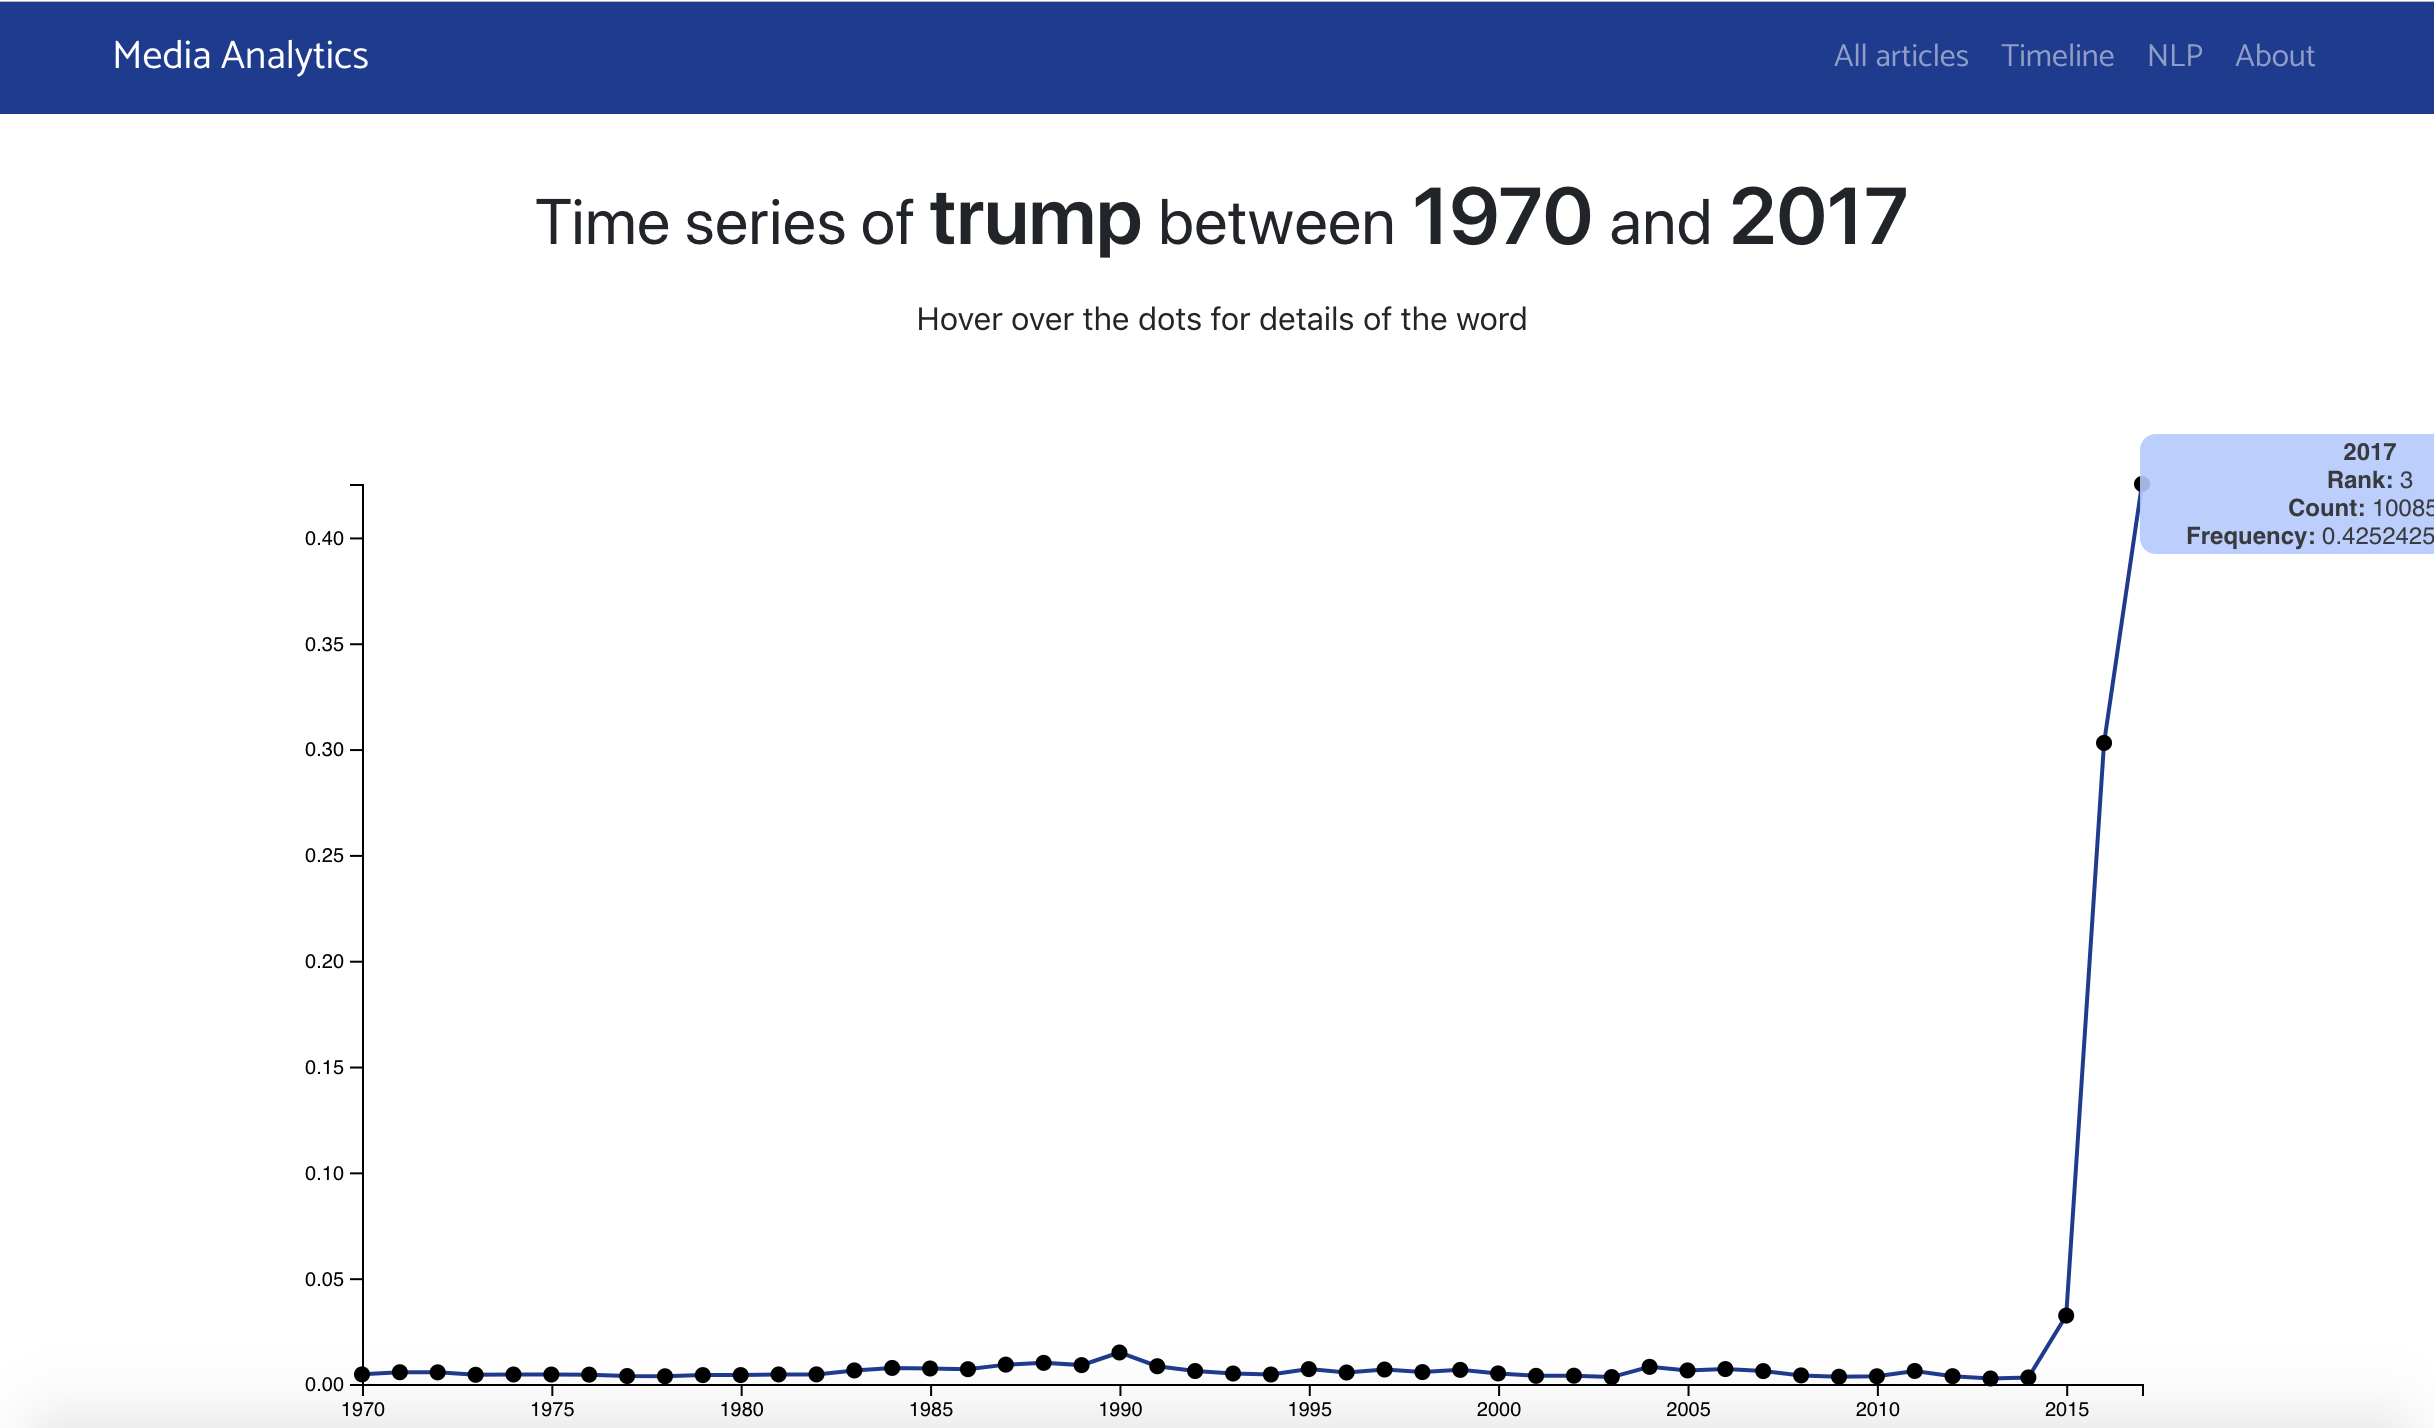 Media Analytics
All articles Timeline NLP About
Time series of trump between 1970 and 2017
Hover over the dots for details of the word
2017
Rank: 3
Count: 10085
Frequency: 0.4252425
0.40
0.35
0.30
0.25
0.20
0.15
0.10
0.05
0.00
1970 1975 1980 1985 1990 1995 2000 2005 2010 2015